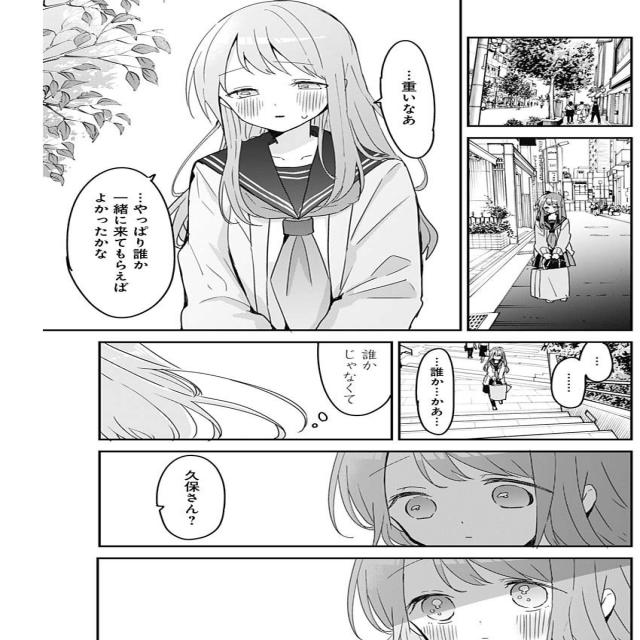 …重いなあ
…やっぱり誰か
一緒に来てもらえば
よかったかな
…
……
…誰か…かあ…
誰か
じゃなくて
久保さん？